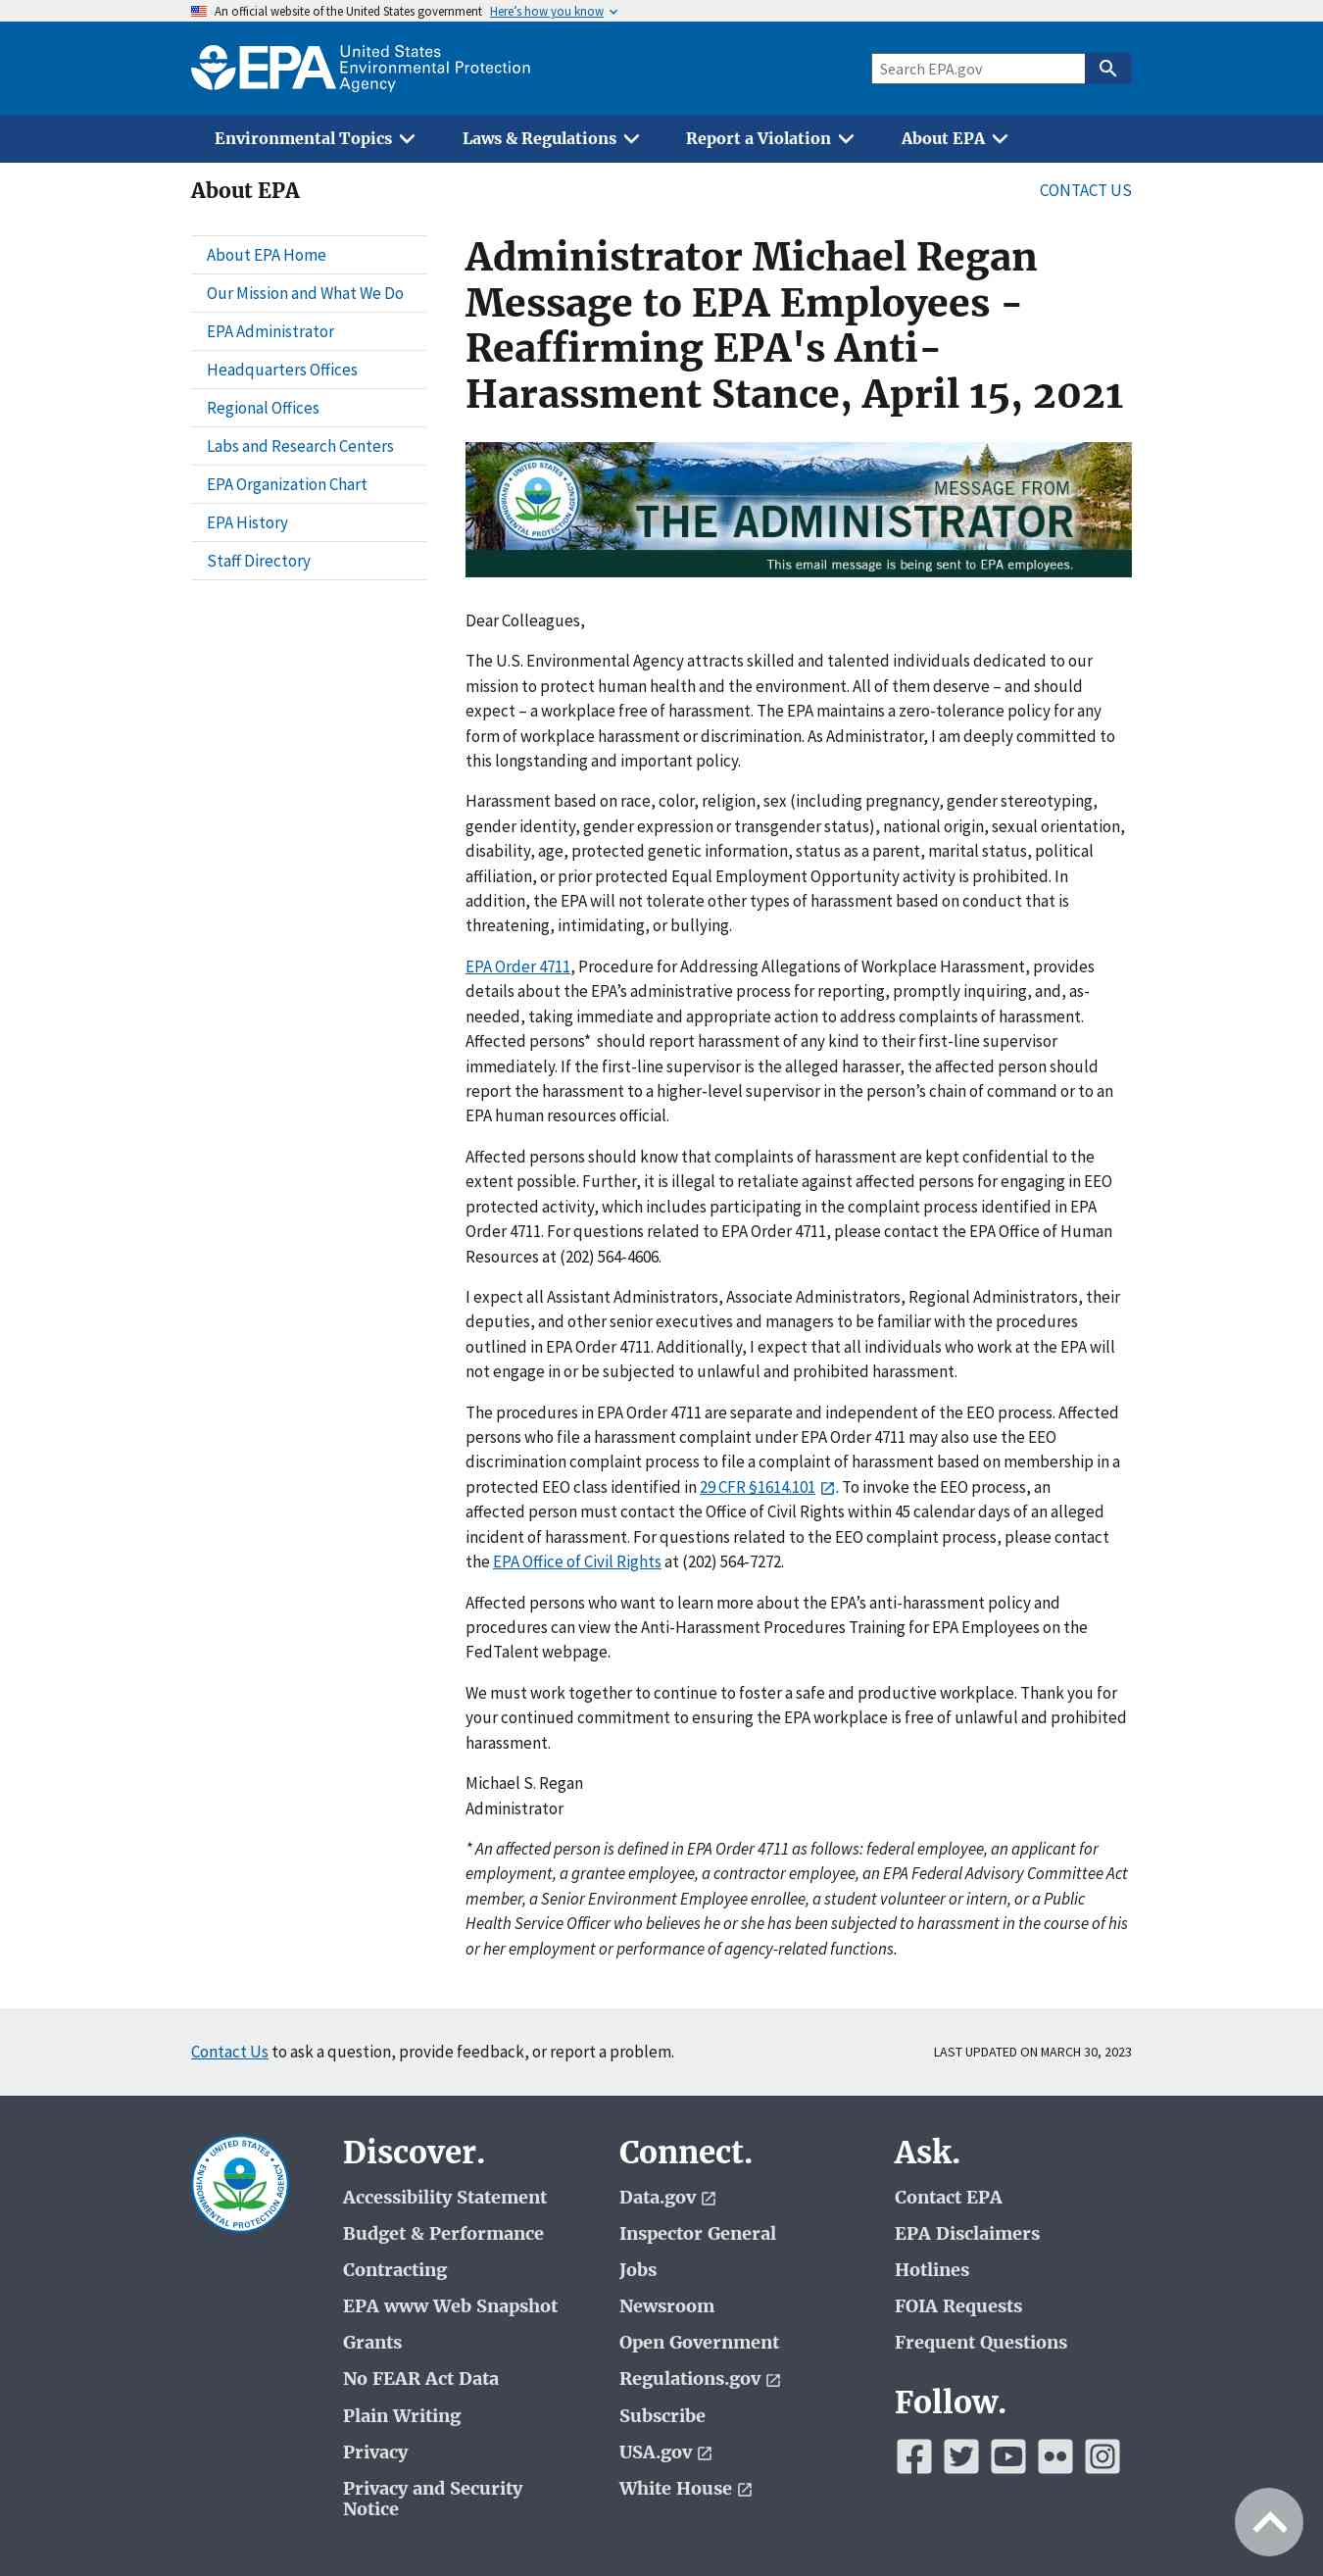 An official website of the United States government Here's how you know
EPA United States
Environmental Protection
Agency
Search EPA.gov
Environmental Topics Laws & Regulations Report a Violation About EPA
About EPA CONTACT US
About EPA Home
Our Mission and What We Do
EPA Administrator
Headquarters Offices
Regional Offices
Labs and Research Centers
EPA Organization Chart
EPA History
Staff Directory
Administrator Michael Regan
Message to EPA Employees -
Reaffirming EPA's Anti-
Harassment Stance, April 15, 2021
UNITED STATES ENVIRONMENTAL PROTECTION AGENCY
MESSAGE FROM
THE ADMINISTRATOR
This email message is being sent to EPA employees.
Dear Colleagues,
The U.S. Environmental Agency attracts skilled and talented individuals dedicated to our
mission to protect human health and the environment. All of them deserve – and should
expect – a workplace free of harassment. The EPA maintains a zero-tolerance policy for any
form of workplace harassment or discrimination. As Administrator, I am deeply committed to
this longstanding and important policy.
Harassment based on race, color, religion, sex (including pregnancy, gender stereotyping,
gender identity, gender expression or transgender status), national origin, sexual orientation,
disability, age, protected genetic information, status as a parent, marital status, political
affiliation, or prior protected Equal Employment Opportunity activity is prohibited. In
addition, the EPA will not tolerate other types of harassment based on conduct that is
threatening, intimidating, or bullying.
EPA Order 4711, Procedure for Addressing Allegations of Workplace Harassment, provides
details about the EPA’s administrative process for reporting, promptly inquiring, and, as-
needed, taking immediate and appropriate action to address complaints of harassment.
Affected persons* should report harassment of any kind to their first-line supervisor
immediately. If the first-line supervisor is the alleged harasser, the affected person should
report the harassment to a higher-level supervisor in the person’s chain of command or to an
EPA human resources official.
Affected persons should know that complaints of harassment are kept confidential to the
extent possible. Further, it is illegal to retaliate against affected persons for engaging in EEO
protected activity, which includes participating in the complaint process identified in EPA
Order 4711. For questions related to EPA Order 4711, please contact the EPA Office of Human
Resources at (202) 564-4606.
I expect all Assistant Administrators, Associate Administrators, Regional Administrators, their
deputies, and other senior executives and managers to be familiar with the procedures
outlined in EPA Order 4711. Additionally, I expect that all individuals who work at the EPA will
not engage in or be subjected to unlawful and prohibited harassment.
The procedures in EPA Order 4711 are separate and independent of the EEO process. Affected
persons who file a harassment complaint under EPA Order 4711 may also use the EEO
discrimination complaint process to file a complaint of harassment based on membership in a
protected EEO class identified in 29 CFR §1614.101. To invoke the EEO process, an
affected person must contact the Office of Civil Rights within 45 calendar days of an alleged
incident of harassment. For questions related to the EEO complaint process, please contact
the EPA Office of Civil Rights at (202) 564-7272.
Affected persons who want to learn more about the EPA’s anti-harassment policy and
procedures can view the Anti-Harassment Procedures Training for EPA Employees on the
FedTalent webpage.
We must work together to continue to foster a safe and productive workplace. Thank you for
your continued commitment to ensuring the EPA workplace is free of unlawful and prohibited
harassment.
Michael S. Regan
Administrator
* An affected person is defined in EPA Order 4711 as follows: federal employee, an applicant for
employment, a grantee employee, a contractor employee, an EPA Federal Advisory Committee Act
member, a Senior Environment Employee enrollee, a student volunteer or intern, or a Public
Health Service Officer who believes he or she has been subjected to harassment in the course of his
or her employment or performance of agency-related functions.
Contact Us to ask a question, provide feedback, or report a problem. LAST UPDATED ON MARCH 30, 2023
UNITED STATES ENVIRONMENTAL PROTECTION AGENCY
Discover.
Accessibility Statement
Budget & Performance
Contracting
EPA www Web Snapshot
Grants
No FEAR Act Data
Plain Writing
Privacy
Privacy and Security
Notice
Connect.
Data.gov
Inspector General
Jobs
Newsroom
Open Government
Regulations.gov
Subscribe
USA.gov
White House
Ask.
Contact EPA
EPA Disclaimers
Hotlines
FOIA Requests
Frequent Questions
Follow.